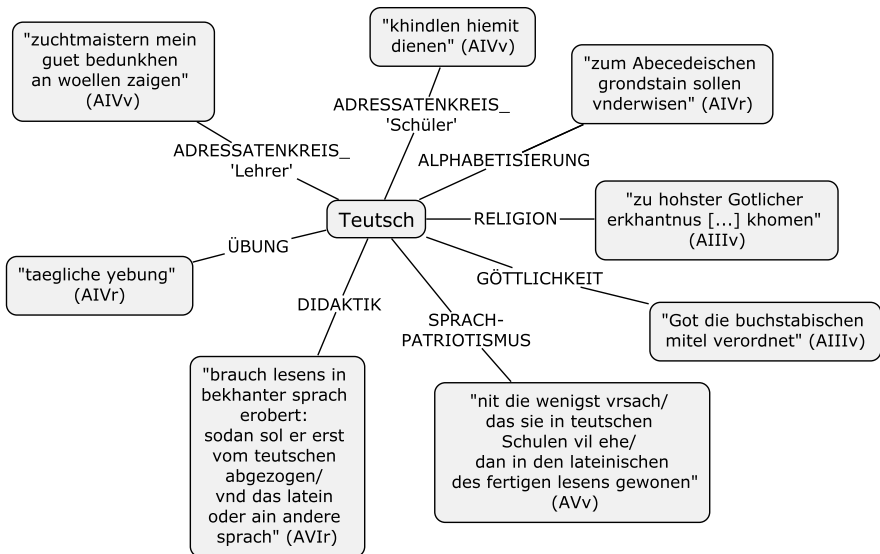 "zuchtmaistern mein
guet bedunkhen
an woellen zaigen"
(AIVv)
"khindlen hiemit
dienen" (AIVv)
"zum Abecedeischen
grondstain sollen
vnderwisen" (AIVr)
ADRESSATENKREIS_
'Lehrer'
ADRESSATENKREIS_
'Schüler'
ALPHABETISIERUNG
Teutsch
RELIGION
"zu hohster Gotlicher
erkhantnus [...] khomen"
(AIIIv)
ÜBUNG
"taegliche yebung"
(AIVr)
GÖTTLICHKEIT
"Got die buchstabischen
mitel verordnet" (AIIIv)
DIDAKTIK
"brauch lesens in
bekhanter sprach
erobert:
sodan sol er erst
vom teutschen
abgezogen/
vnd das latein
oder ain andere
sprach" (AVIr)
SPRACH-
PATRIOTISMUS
"nit die wenigst vrsach/
das sie in teutschen
Schulen vil ehe/
dan in den lateinischen
des fertigen lesens gewonen"
(AVv)